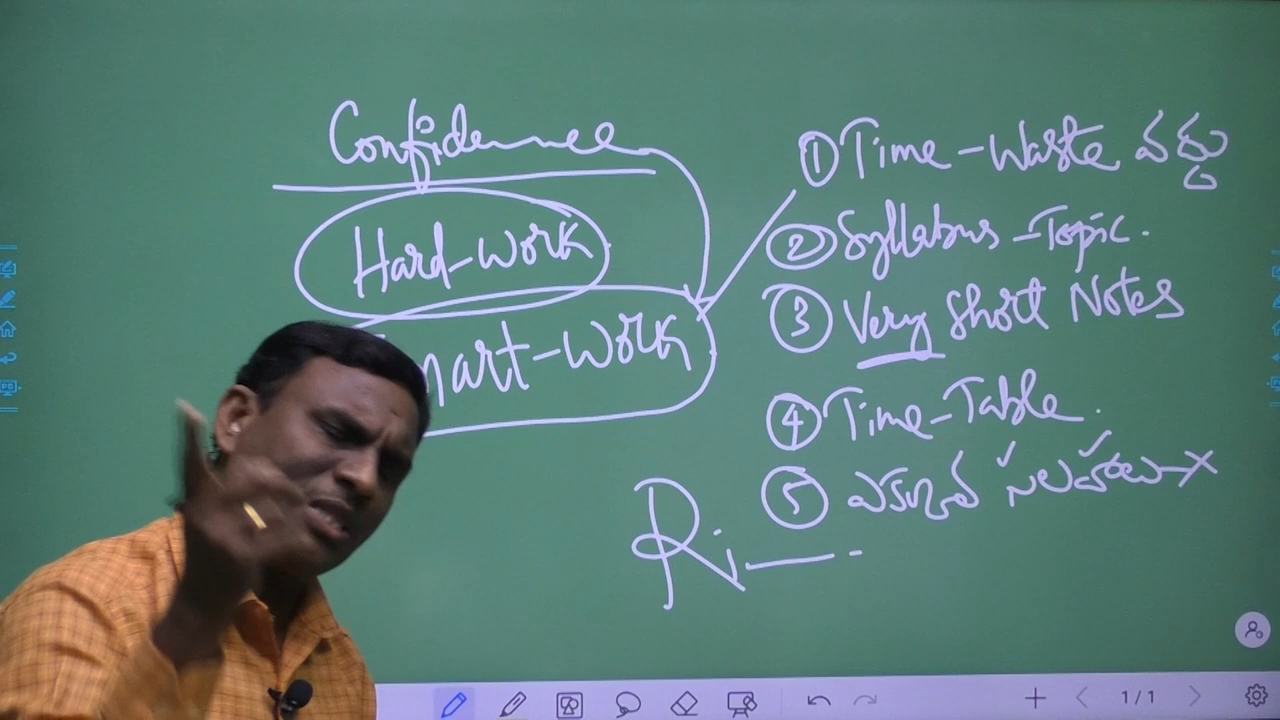 Confidence
Hard-work
mart-work
① Time-Waste వద్దు
② Syllabus-Topic.
③ Very Short Notes
④ Time-Table.
⑤
Ri
1/1